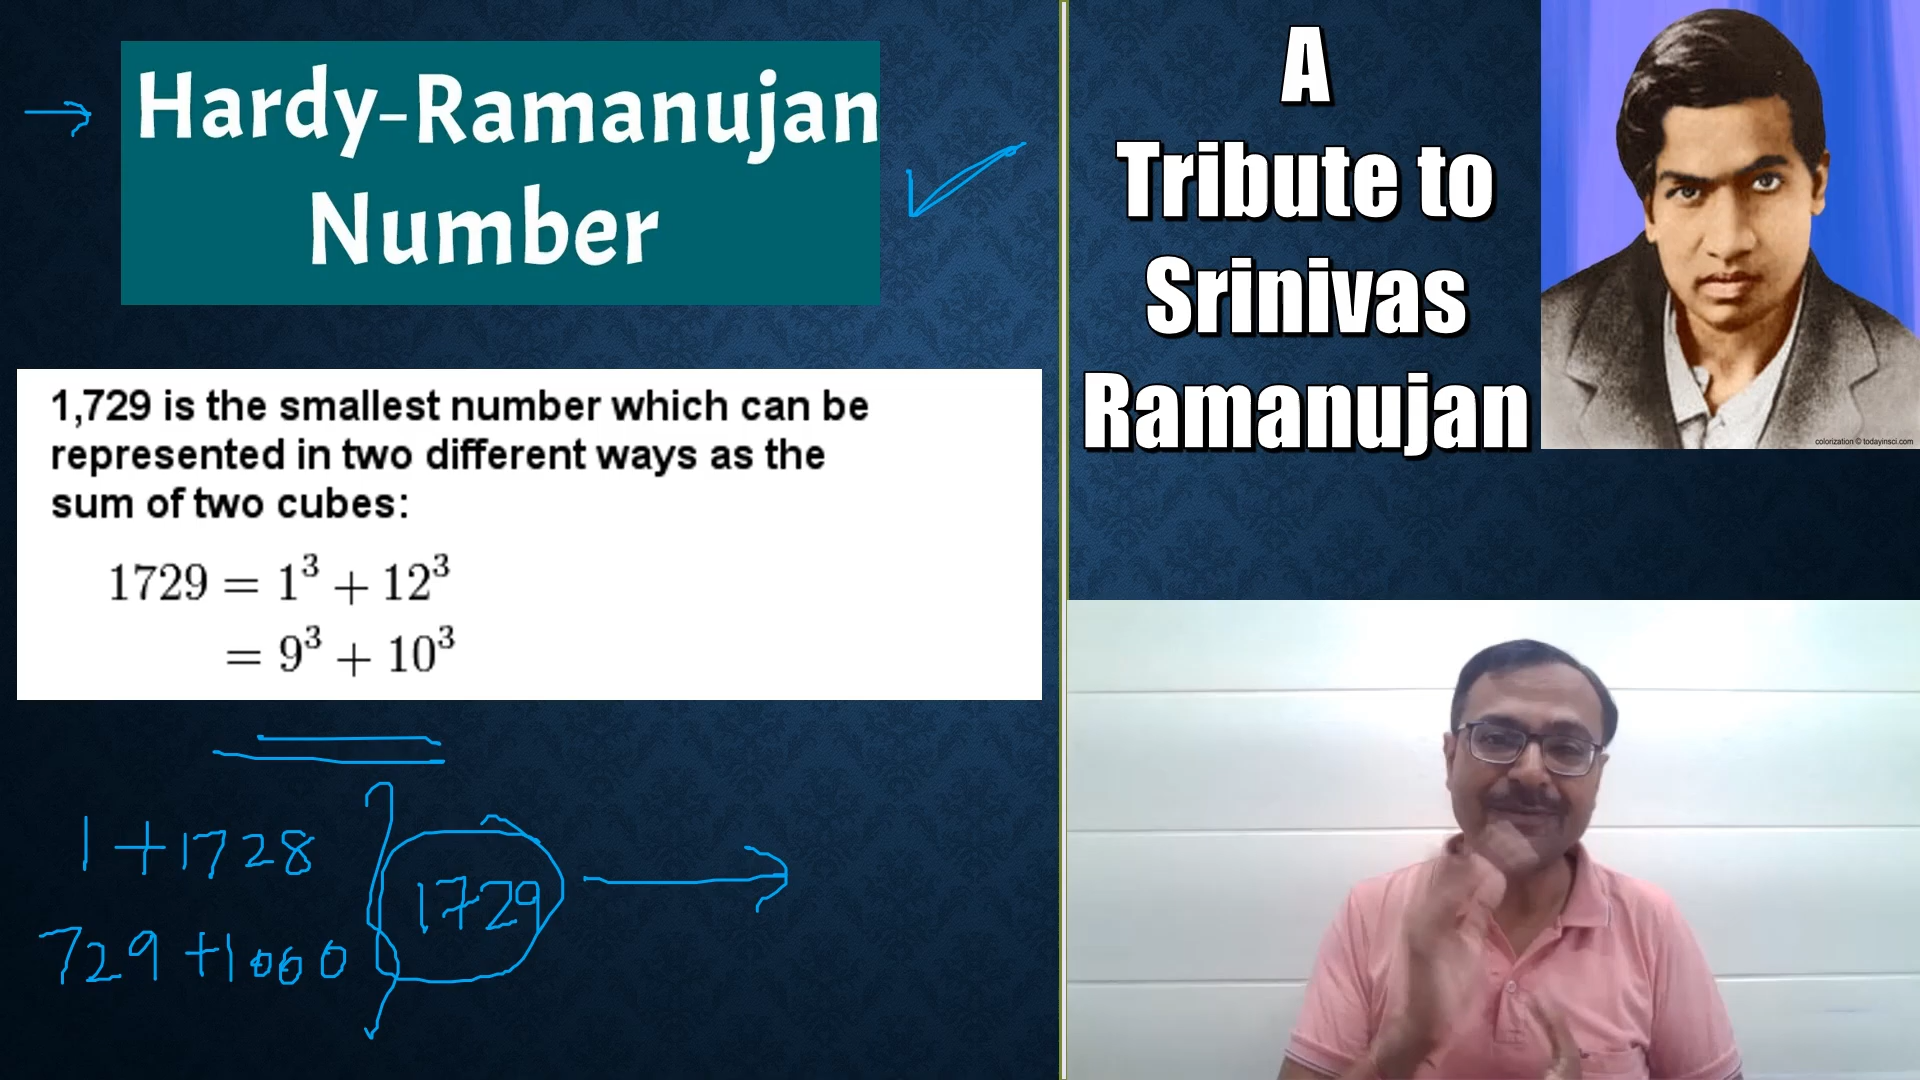 Hardy-Ramanujan
Number
1,729 is the smallest number which can be
represented in two different ways as the
sum of two cubes:
1729 = 1³ + 12³
= 9³ + 10³
1+1728
729+1000
1729
A
Tribute to
Srinivas
Ramanujan
colorization © todayinsci.com